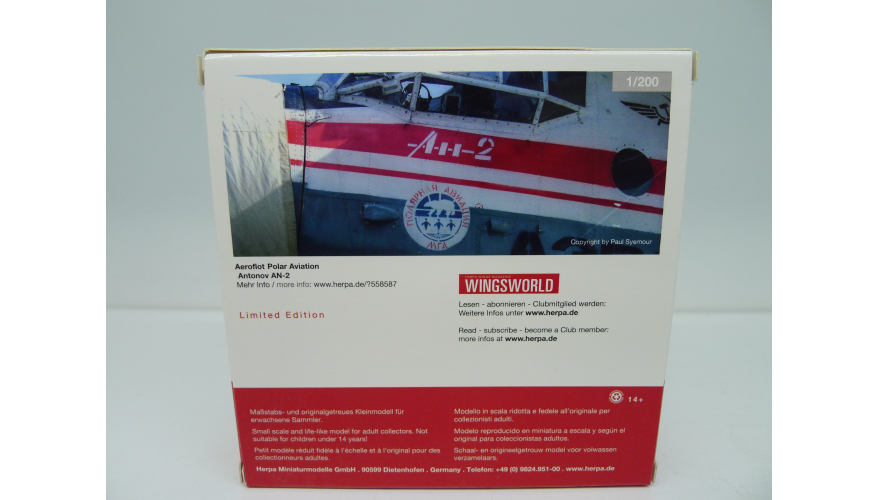 1/200
Ан-2
ПОЛЯРНАЯ АВИАЦИЯ
МГА
Copyright by Paul Syemour
Aeroflot Polar Aviation
Antonov AN-2
Mehr Info / more info: www.herpa.de/?558587
Limited Edition
WINGSWORLD
Lesen - abonnieren - Clubmitglied werden:
Weitere Infos unter www.herpa.de
Read - subscribe - become a Club member:
more infos at www.herpa.de
14+
Maßstabs- und originalgetreues Kleinmodell für
erwachsene Sammler.
Small scale and life-like model for adult collectors. Not
suitable for children under 14 years!
Petit modèle réduit fidèle à l'échelle et à l'original pour des
collectionneurs adultes.
Modello in scala ridotta e fedele all'originale per
collezionisti adulti.
Modelo reproducido en miniatura a escala y según el
original para coleccionistas adultos.
Schaal- en origineelgetrouw model voor volwassen
verzamelaars.
Herpa Miniaturmodelle GmbH . 90599 Dietenhofen . Germany . Telefon: +49 (0) 9824.951-00 . www.herpa.de